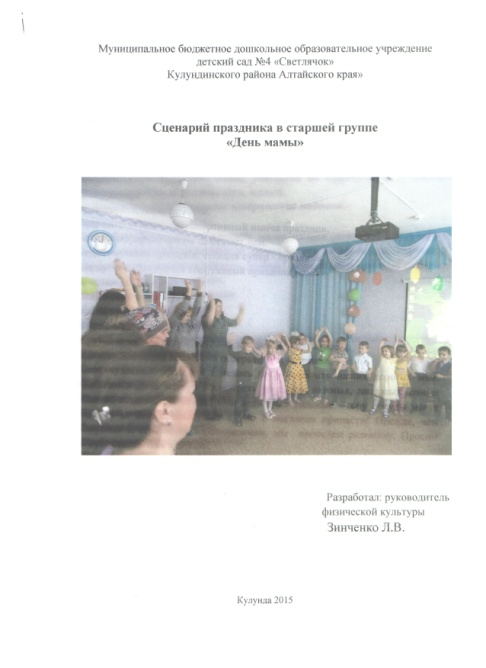 Муниципальное бюджетное дошкольное образовательное учреждение
детский сад №4 «Светлячок»
Кулундинского района Алтайского края»
Сценарий праздника в старшей группе
«День мамы»
Разработал: руководитель
физической культуры
Зинченко Л.В.
Кулунда 2015